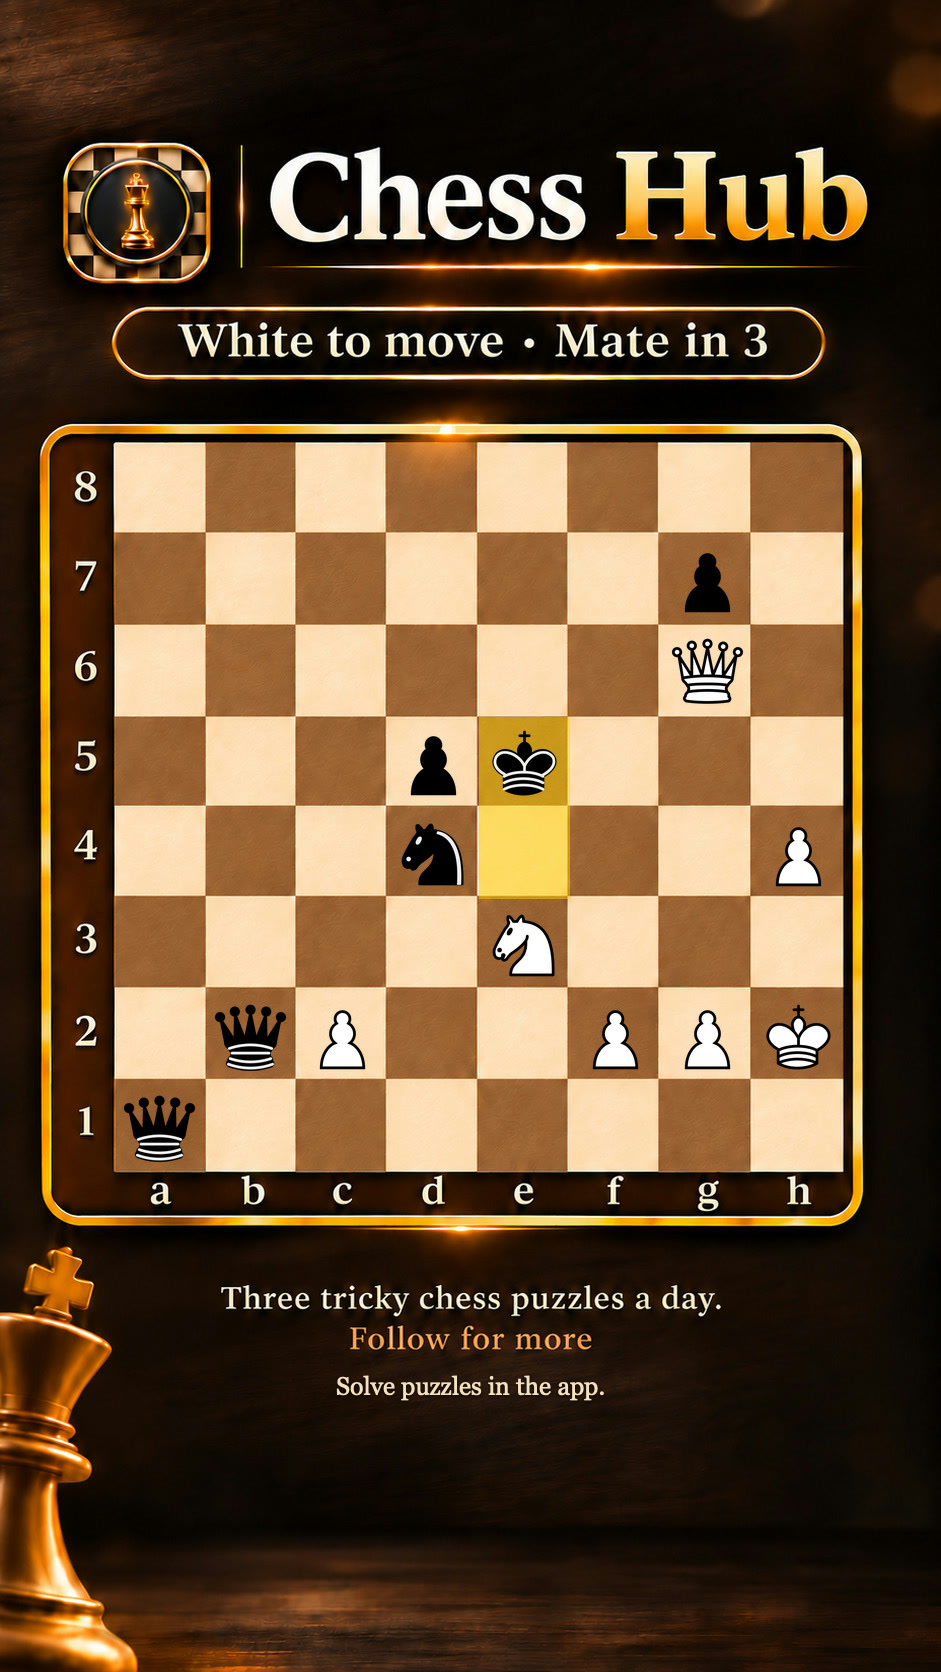 Chess Hub
White to move • Mate in 3
8
7
6
5
4
3
2
1
a b c d e f g h
Three tricky chess puzzles a day.
Follow for more
Solve puzzles in the app.